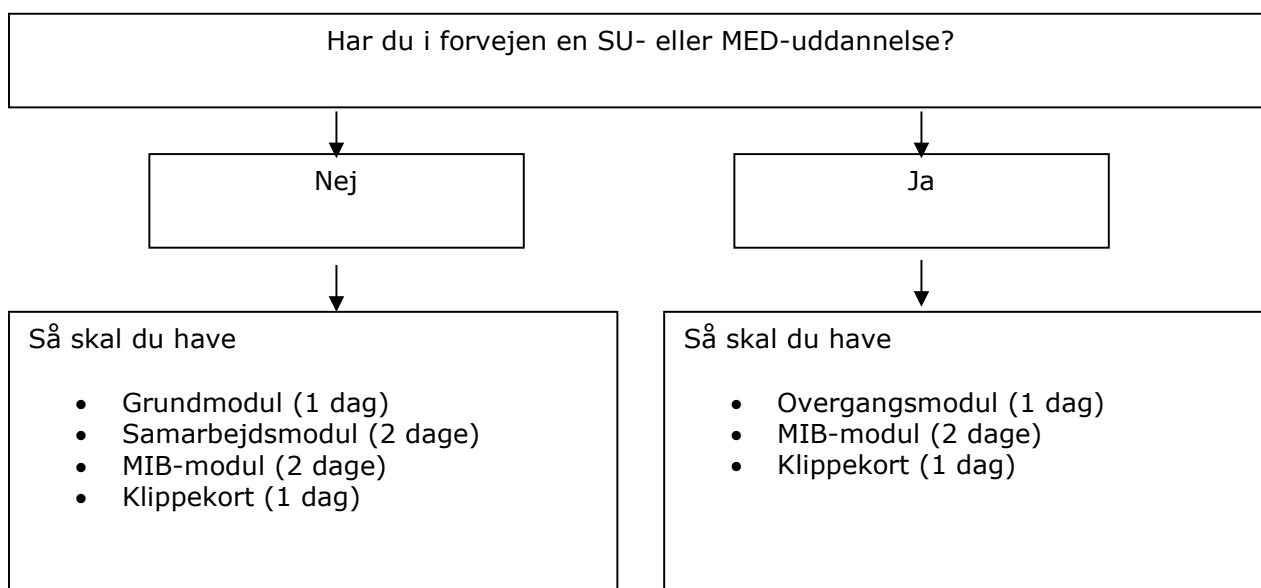 Har du i forvejen en SU- eller MED-uddannelse?
Nej
Ja
Så skal du have
• Grundmodul (1 dag)
• Samarbejdsmodul (2 dage)
• MIB-modul (2 dage)
• Klippekort (1 dag)
Så skal du have
• Overgangsmodul (1 dag)
• MIB-modul (2 dage)
• Klippekort (1 dag)